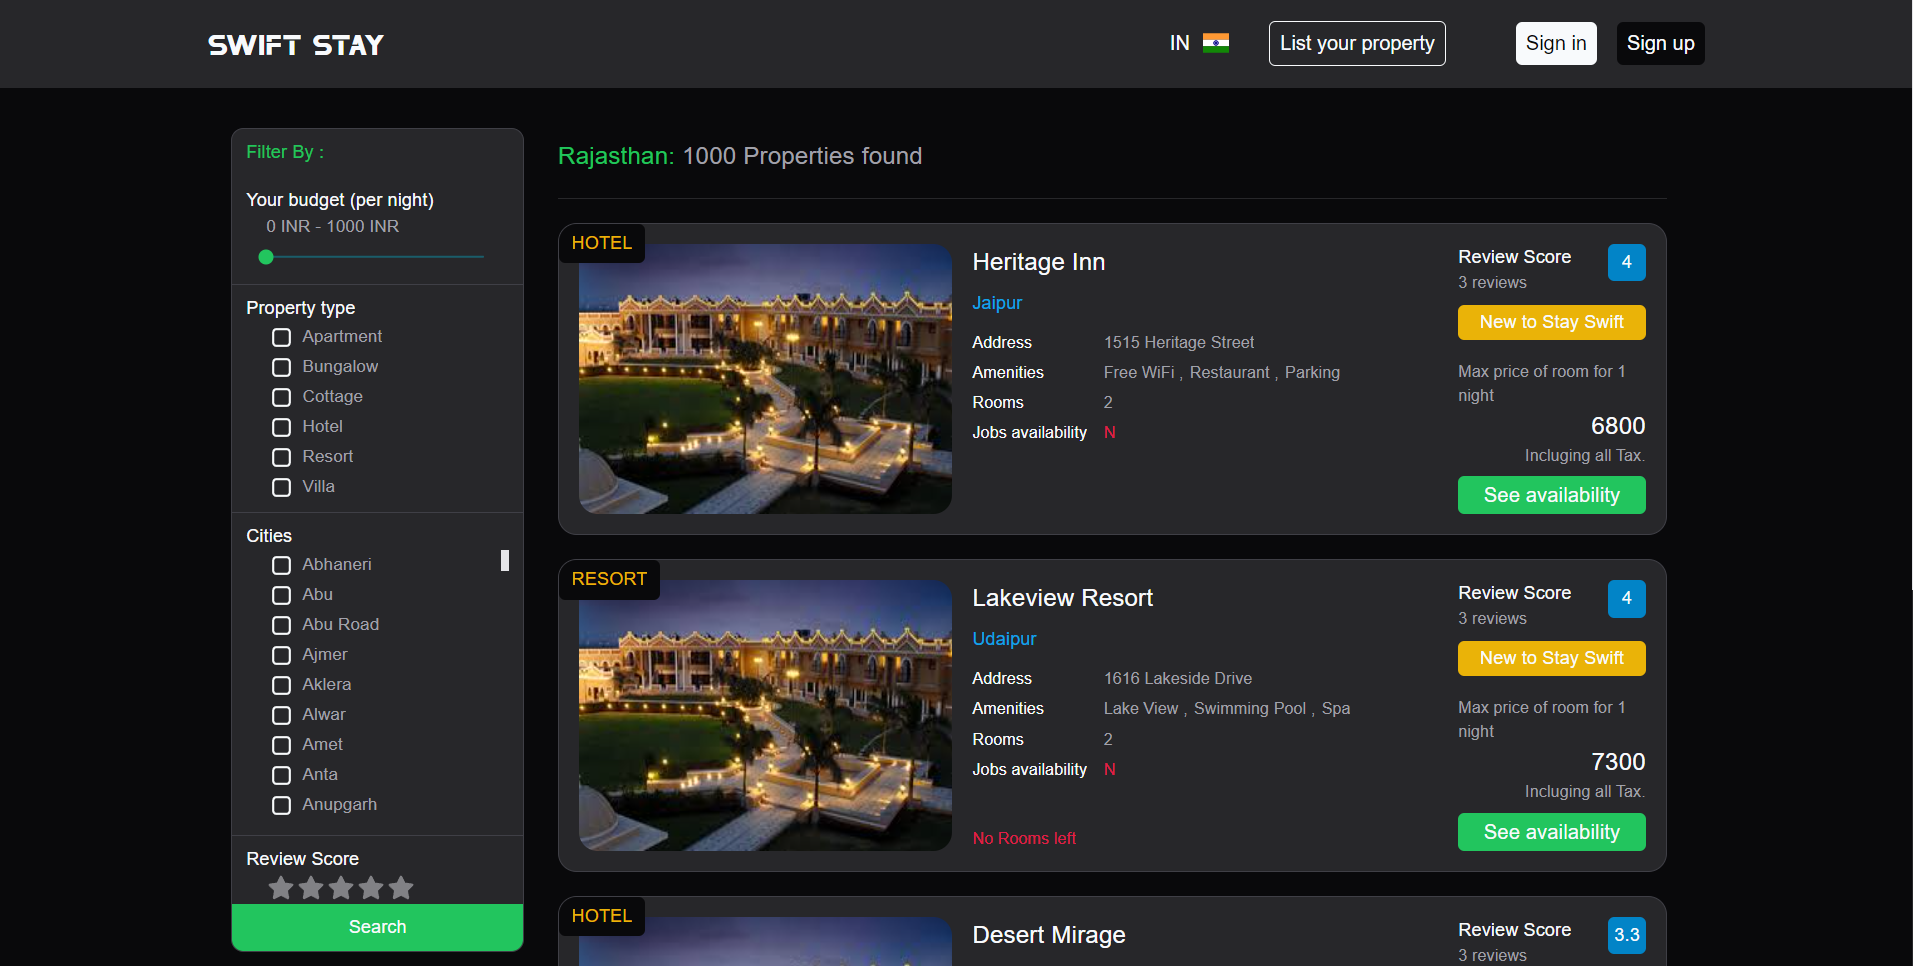 SWIFT STAY
IN
List your property
Sign in
Sign up
Filter By :
Your budget (per night)
0 INR - 1000 INR
Property type
Apartment
Bungalow
Cottage
Hotel
Resort
Villa
Cities
Abhaneri
Abu
Abu Road
Ajmer
Aklera
Alwar
Amet
Anta
Anupgarh
Review Score
Search
Rajasthan: 1000 Properties found
HOTEL
Heritage Inn
Jaipur
Address 1515 Heritage Street
Amenities Free WiFi , Restaurant , Parking
Rooms 2
Jobs availability N
Review Score 4
3 reviews
New to Stay Swift
Max price of room for 1
night
6800
Incluging all Tax.
See availability
RESORT
Lakeview Resort
Udaipur
Address 1616 Lakeside Drive
Amenities Lake View , Swimming Pool , Spa
Rooms 2
Jobs availability N
No Rooms left
Review Score 4
3 reviews
New to Stay Swift
Max price of room for 1
night
7300
Incluging all Tax.
See availability
HOTEL
Desert Mirage
Review Score 3.3
3 reviews